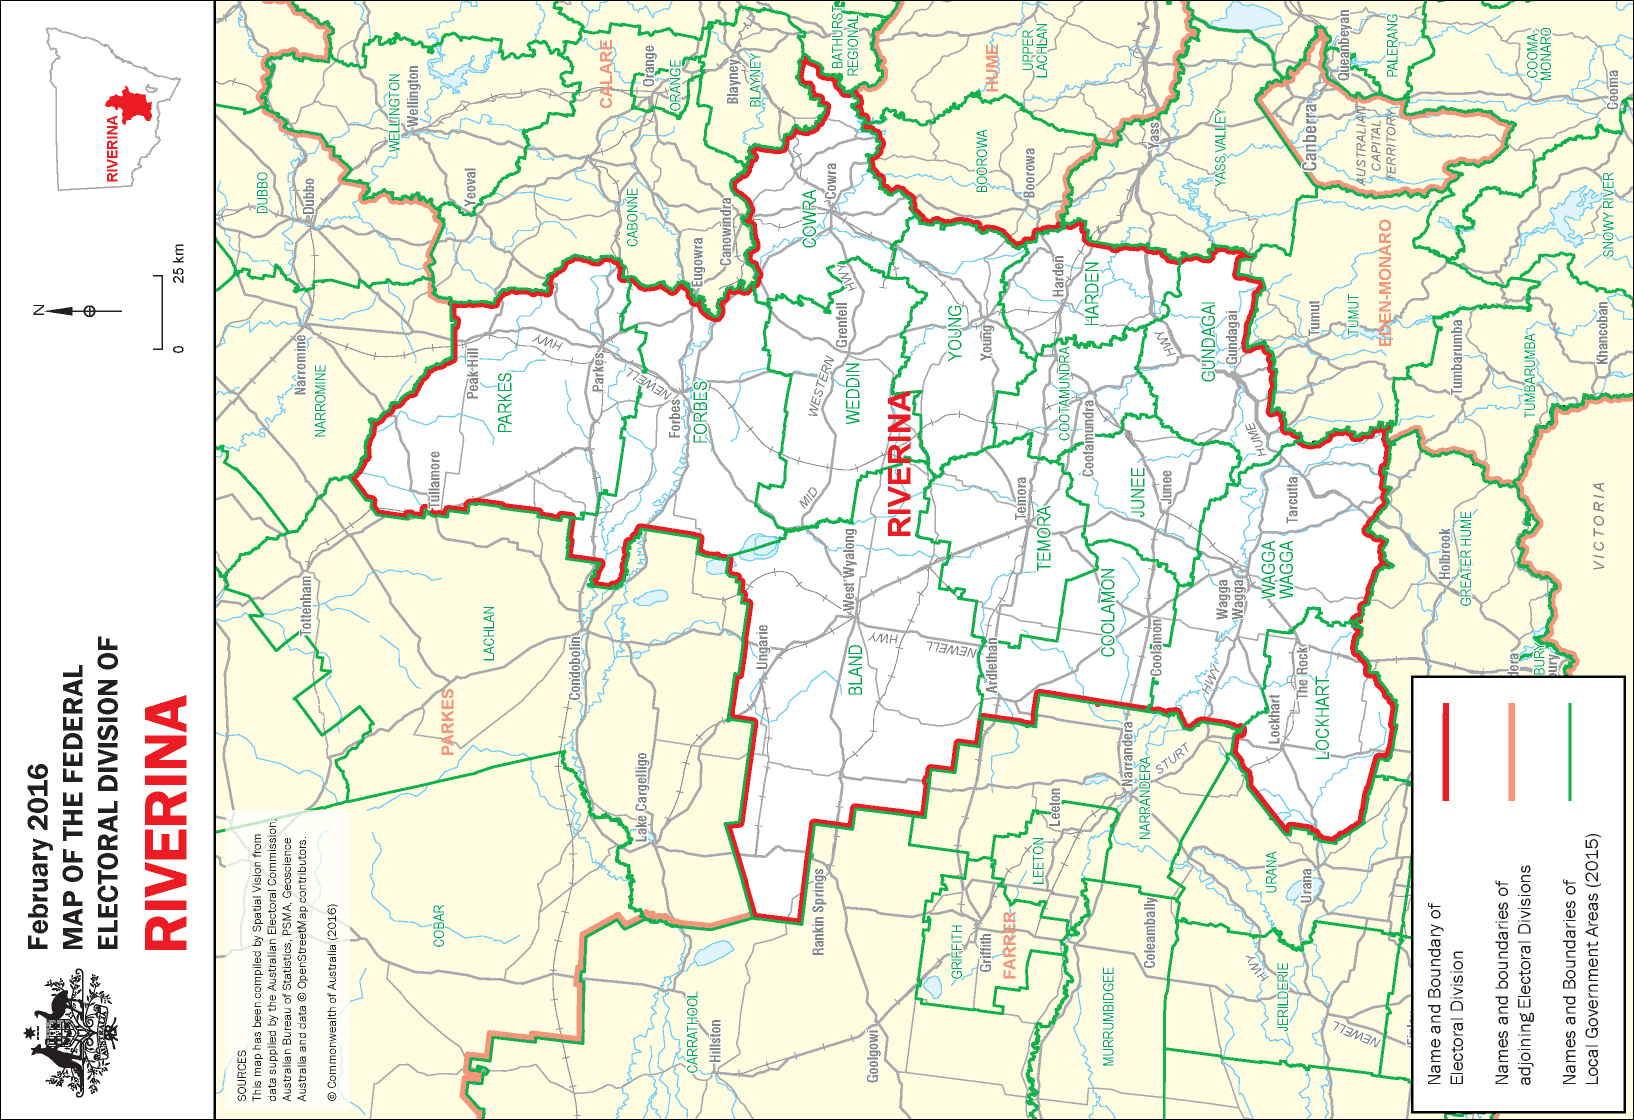 February 2016
MAP OF THE FEDERAL
ELECTORAL DIVISION OF
RIVERINA
N
0
25 km
RIVERINA
SOURCES
This map has been compiled by Spatial Vision from
data supplied by the Australian Electoral Commission,
Australian Bureau of Statistics, PSMA, Geoscience
Australia and data © OpenStreetMap contributors.
© Commonwealth of Australia (2016)
COBAR
PARKES
LACHLAN
Tottenham
NARROMINE
Narromine
DUBBO
Dubbo
WELLINGTON
Wellington
Yeoval
Tullamore
Peak Hill
PARKES
HWY
Parkes
NEWELL
Condobolin
Lake Cargelligo
CARRATHOOL
Hillston
CABONNE
CALARE
Orange
ORANGE
Eugowra
Canowindra
Blayney
BLAYNEY
BATHURST
REGIONAL
Forbes
FORBES
Ungarie
COWRA
Cowra
Rankin Springs
Goolgowi
BLAND
West Wyalong
MID
WESTERN
HWY
WEDDIN
Grenfell
RIVERINA
HWY
NEWELL
YOUNG
Young
BOOROWA
Boorowa
HUME
UPPER
LACHLAN
GRIFFITH
Griffith
FARRER
Ardlethan
Temora
TEMORA
LEETON
Leeton
Harden
HARDEN
COOTAMUNDRA
Cootamundra
COOLAMON
Coolamon
JUNEE
Junee
Yass
YASS VALLEY
Narrandera
NARRANDERA
STURT
HWY
MURRUMBIDGEE
Coleambally
HWY
GUNDAGAI
Gundagai
HUME
Wagga
Wagga
WAGGA
WAGGA
Tarcutta
Lockhart
The Rock
LOCKHART
URANA
Urana
JERILDERIE
HWY
NEWELL
Tumut
TUMUT
EDEN-MONARO
Canberra
Queanbeyan
AUSTRALIAN
CAPITAL
TERRITORY
PALERANG
COOMA-
MONARO
Cooma
SNOWY RIVER
Tumbarumba
TUMBARUMBA
Khancoban
Holbrook
GREATER HUME
VICTORIA
Name and Boundary of
Electoral Division
Names and boundaries of
adjoining Electoral Divisions
Names and Boundaries of
Local Government Areas (2015)